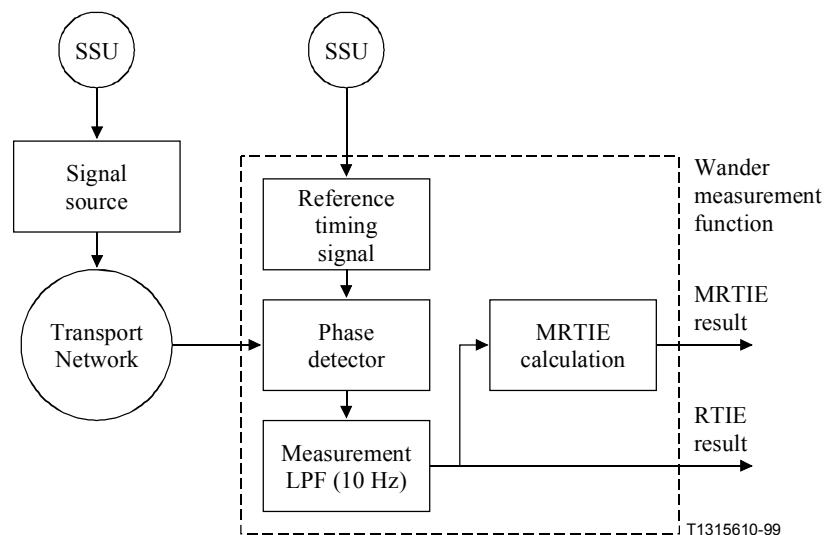 SSU
SSU
Signal
source
Reference
timing
signal
Wander
measurement
function
Transport
Network
Phase
detector
MRTIE
calculation
MRTIE
result
Measurement
LPF (10 Hz)
RTIE
result
T1315610-99